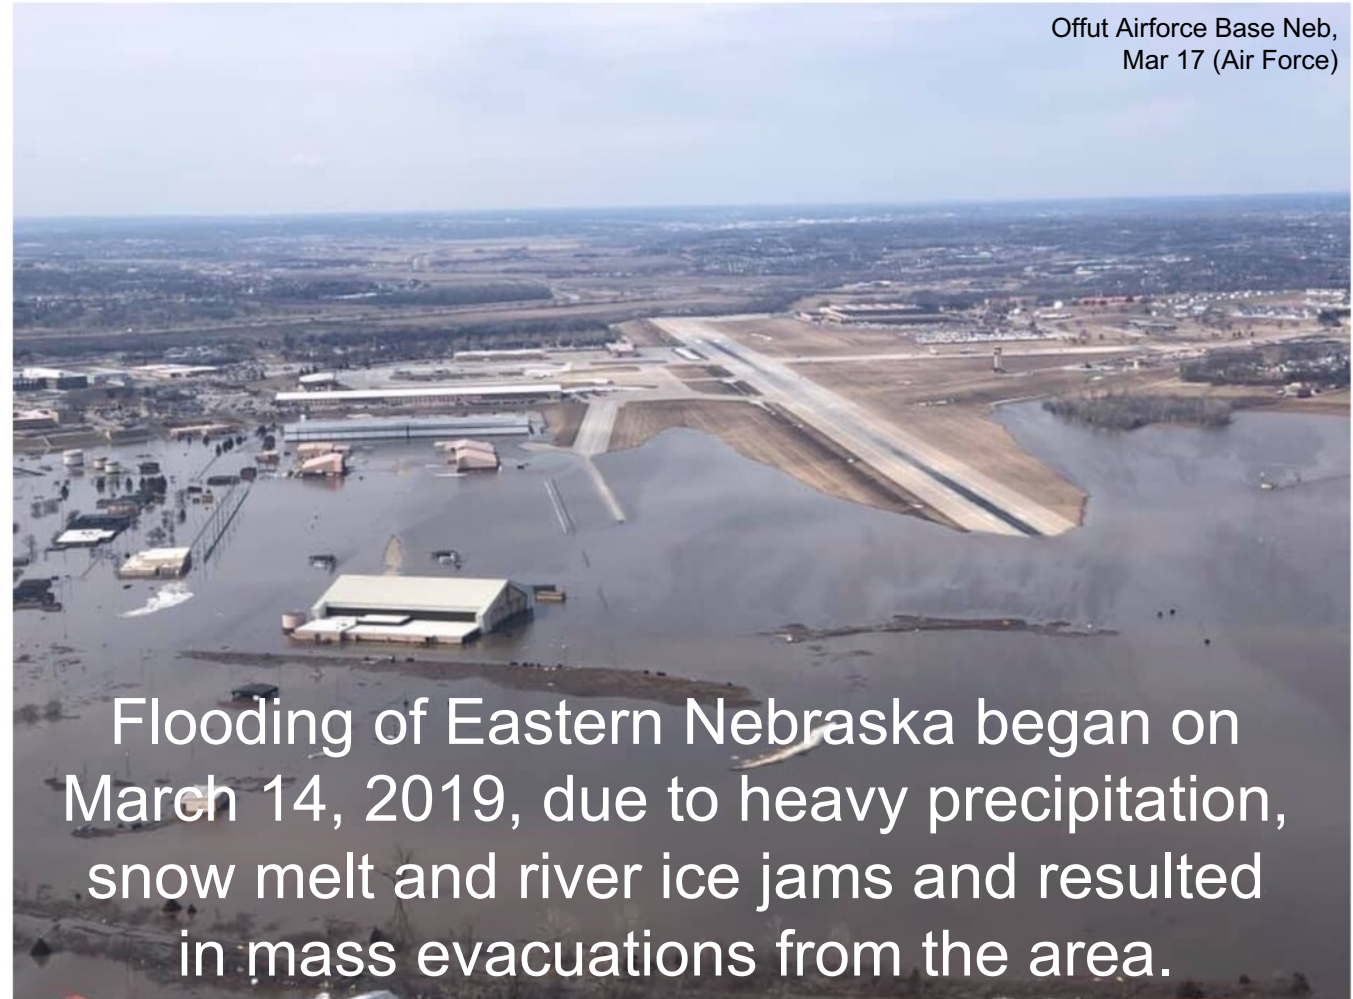 Offut Airforce Base Neb,
Mar 17 (Air Force)
Flooding of Eastern Nebraska began on
March 14, 2019, due to heavy precipitation,
snow melt and river ice jams and resulted
in mass evacuations from the area.